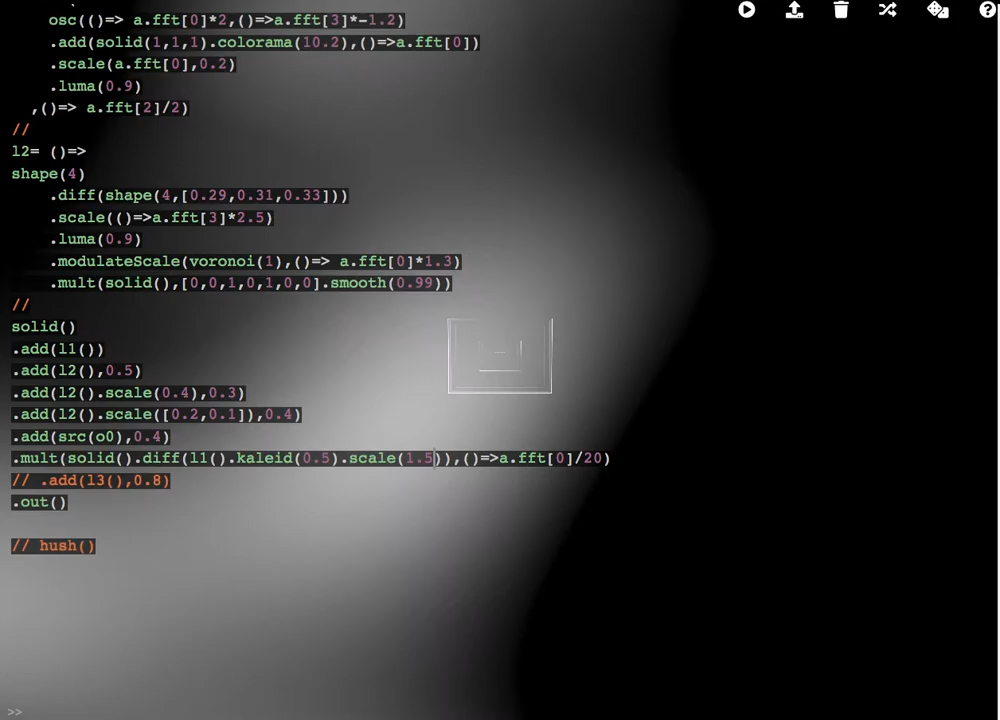 osc(()=> a.fft[0]*2,()=>a.fft[3]*-1.2)
.add(solid(1,1,1).colorama(10.2),()=>a.fft[0])
.scale(a.fft[0],0.2)
.luma(0.9)
,()=> a.fft[2]/2)
//
l2= ()=>
shape(4)
.diff(shape(4,[0.29,0.31,0.33]))
.scale(()=>a.fft[3]*2.5)
.luma(0.9)
.modulateScale(voronoi(1),()=> a.fft[0]*1.3)
.mult(solid(),[0,0,1,0,1,0,0].smooth(0.99))
//
solid()
.add(l1())
.add(l2(),0.5)
.add(l2().scale(0.4),0.3)
.add(l2().scale([0.2,0.1]),0.4)
.add(src(o0),0.4)
.mult(solid().diff(l1().kaleid(0.5).scale(1.5)),()=>a.fft[0]/20)
// .add(l3(),0.8)
.out()
// hush()
>>